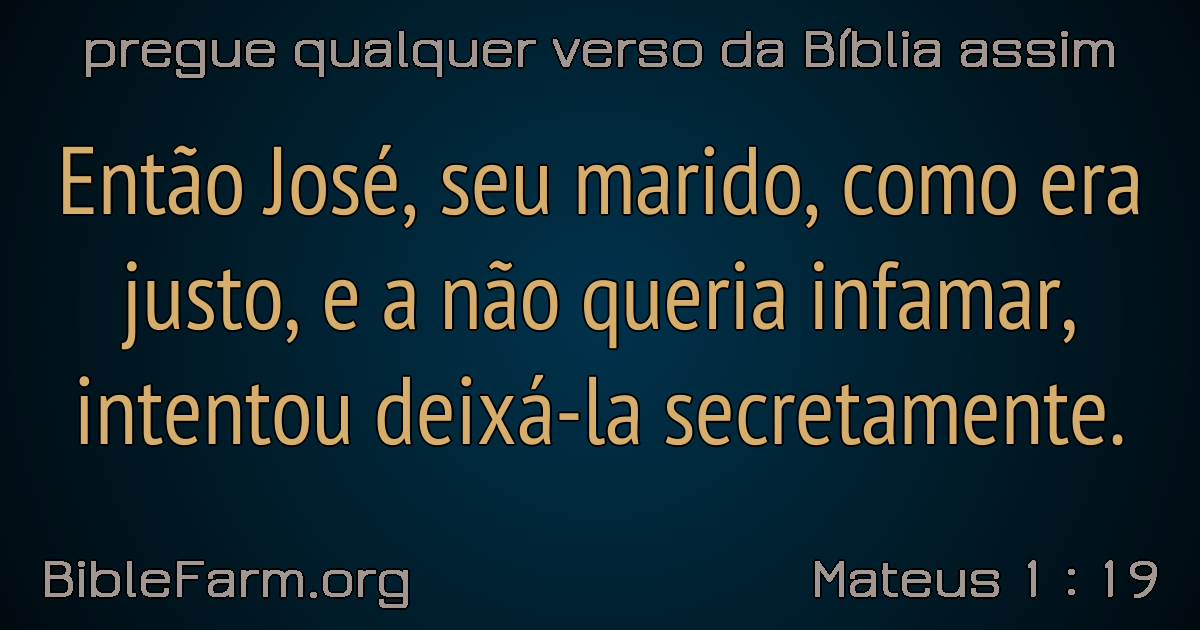 pregue qualquer verso da Bíblia assim
Então José, seu marido, como era
justo, e a não queria infamar,
intentou deixá-la secretamente.
BibleFarm.org
Mateus 1 : 19